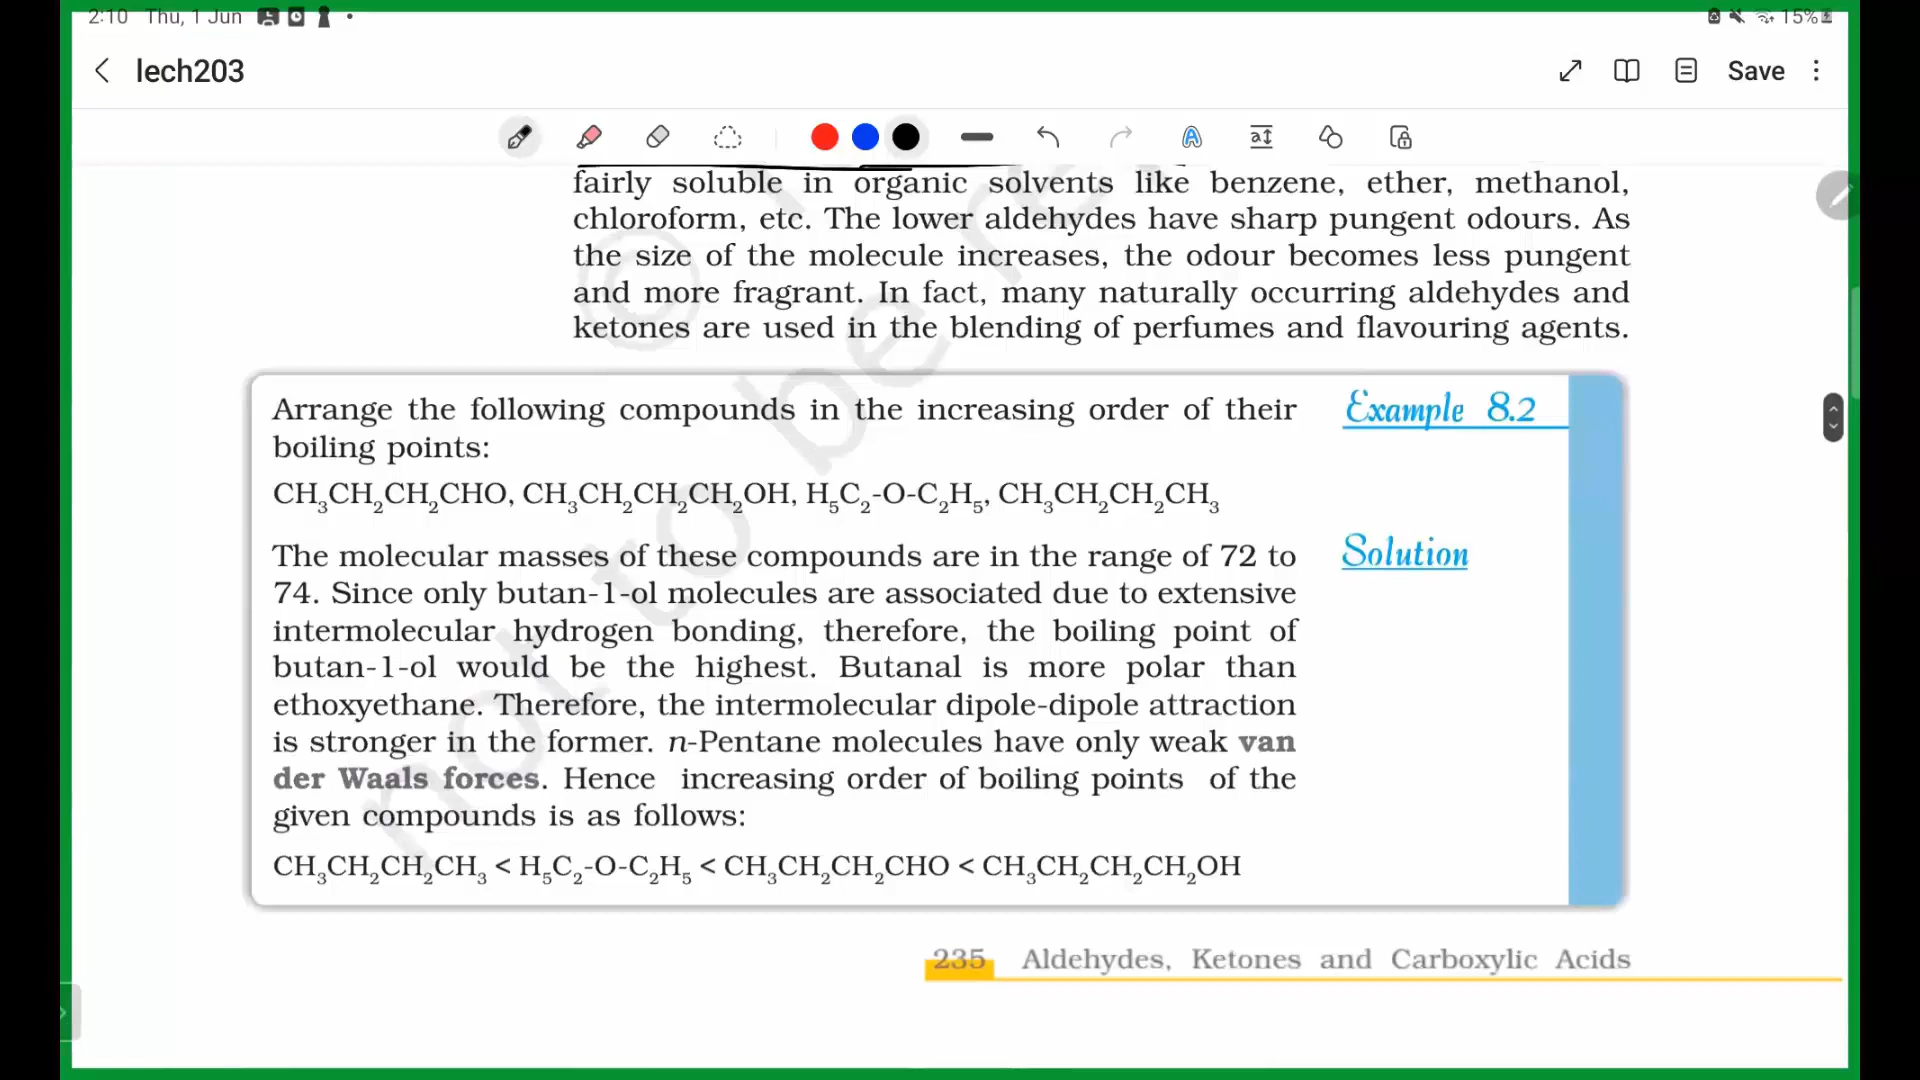 2:10 Thu, 1 Jun
15%
lech203
Save
fairly soluble in organic solvents like benzene, ether, methanol,
chloroform, etc. The lower aldehydes have sharp pungent odours. As
the size of the molecule increases, the odour becomes less pungent
and more fragrant. In fact, many naturally occurring aldehydes and
ketones are used in the blending of perfumes and flavouring agents.
Arrange the following compounds in the increasing order of their
boiling points:
Example 8.2
CH₃CH₂CH₂CHO, CH₃CH₂CH₂CH₂OH, H₅C₂-O-C₂H₅, CH₃CH₂CH₂CH₃
Solution
The molecular masses of these compounds are in the range of 72 to
74. Since only butan-1-ol molecules are associated due to extensive
intermolecular hydrogen bonding, therefore, the boiling point of
butan-1-ol would be the highest. Butanal is more polar than
ethoxyethane. Therefore, the intermolecular dipole-dipole attraction
is stronger in the former. n-Pentane molecules have only weak van
der Waals forces. Hence increasing order of boiling points of the
given compounds is as follows:
CH₃CH₂CH₂CH₃ < H₅C₂-O-C₂H₅ < CH₃CH₂CH₂CHO < CH₃CH₂CH₂CH₂OH
235 Aldehydes, Ketones and Carboxylic Acids
not to be re